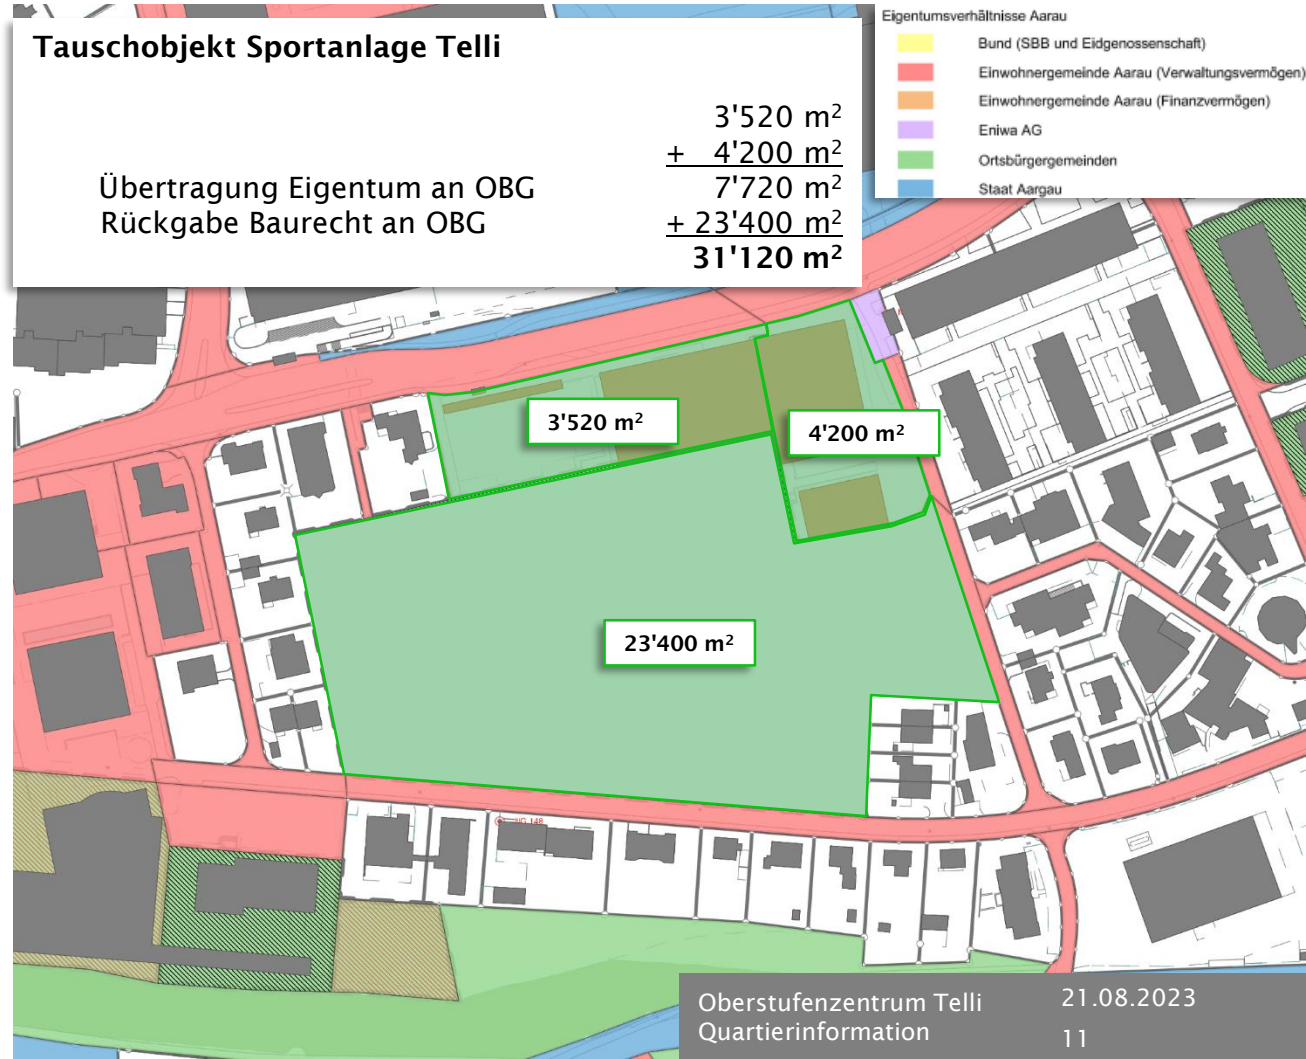 Tauschobjekt Sportanlage Telli
3'520 m²
+ 4'200 m²
Übertragung Eigentum an OBG 7'720 m²
Rückgabe Baurecht an OBG + 23'400 m²
31'120 m²
Eigentumsverhältnisse Aarau
Bund (SBB und Eidgenossenschaft)
Einwohnergemeinde Aarau (Verwaltungsvermögen)
Einwohnergemeinde Aarau (Finanzvermögen)
Eniwa AG
Ortsbürgergemeinden
Staat Aargau
3'520 m²
4'200 m²
23'400 m²
Oberstufenzentrum Telli 21.08.2023
Quartierinformation 11